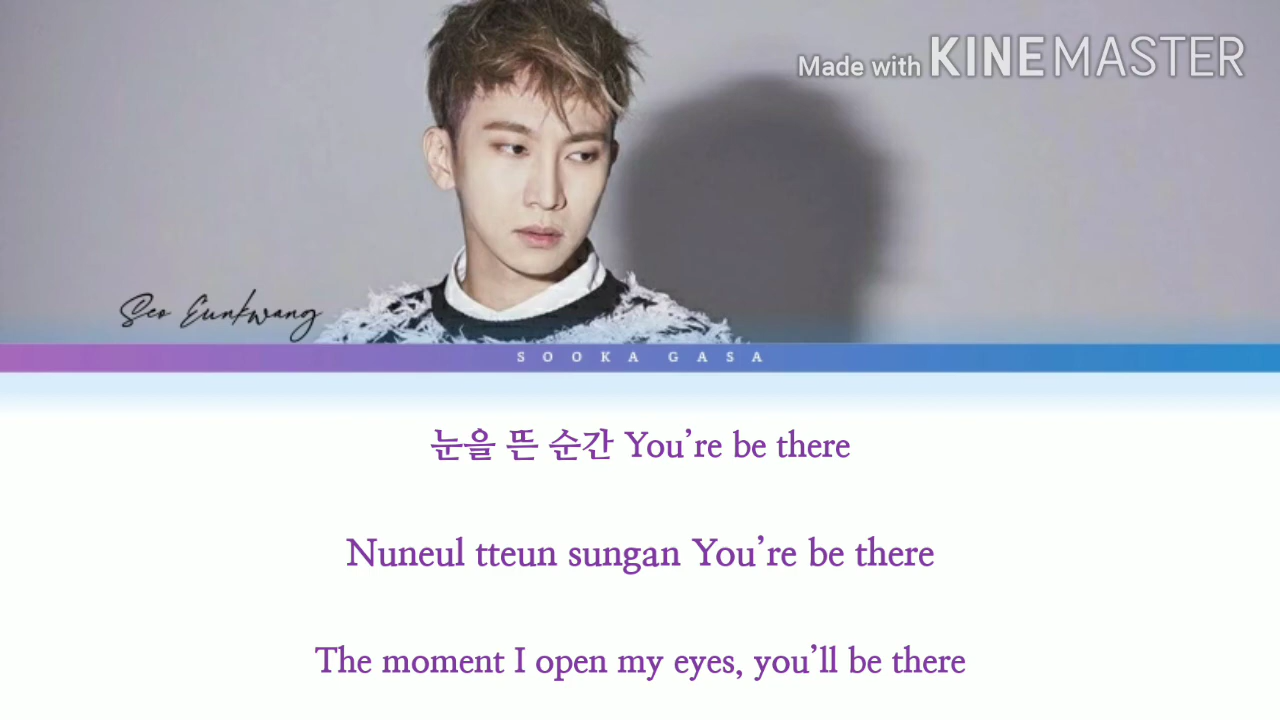 Made with KINEMASTER
Seo Eunkwang
SOOKA GASA
눈을 뜬 순간 You’re be there
Nuneul tteun sungan You’re be there
The moment I open my eyes, you’ll be there